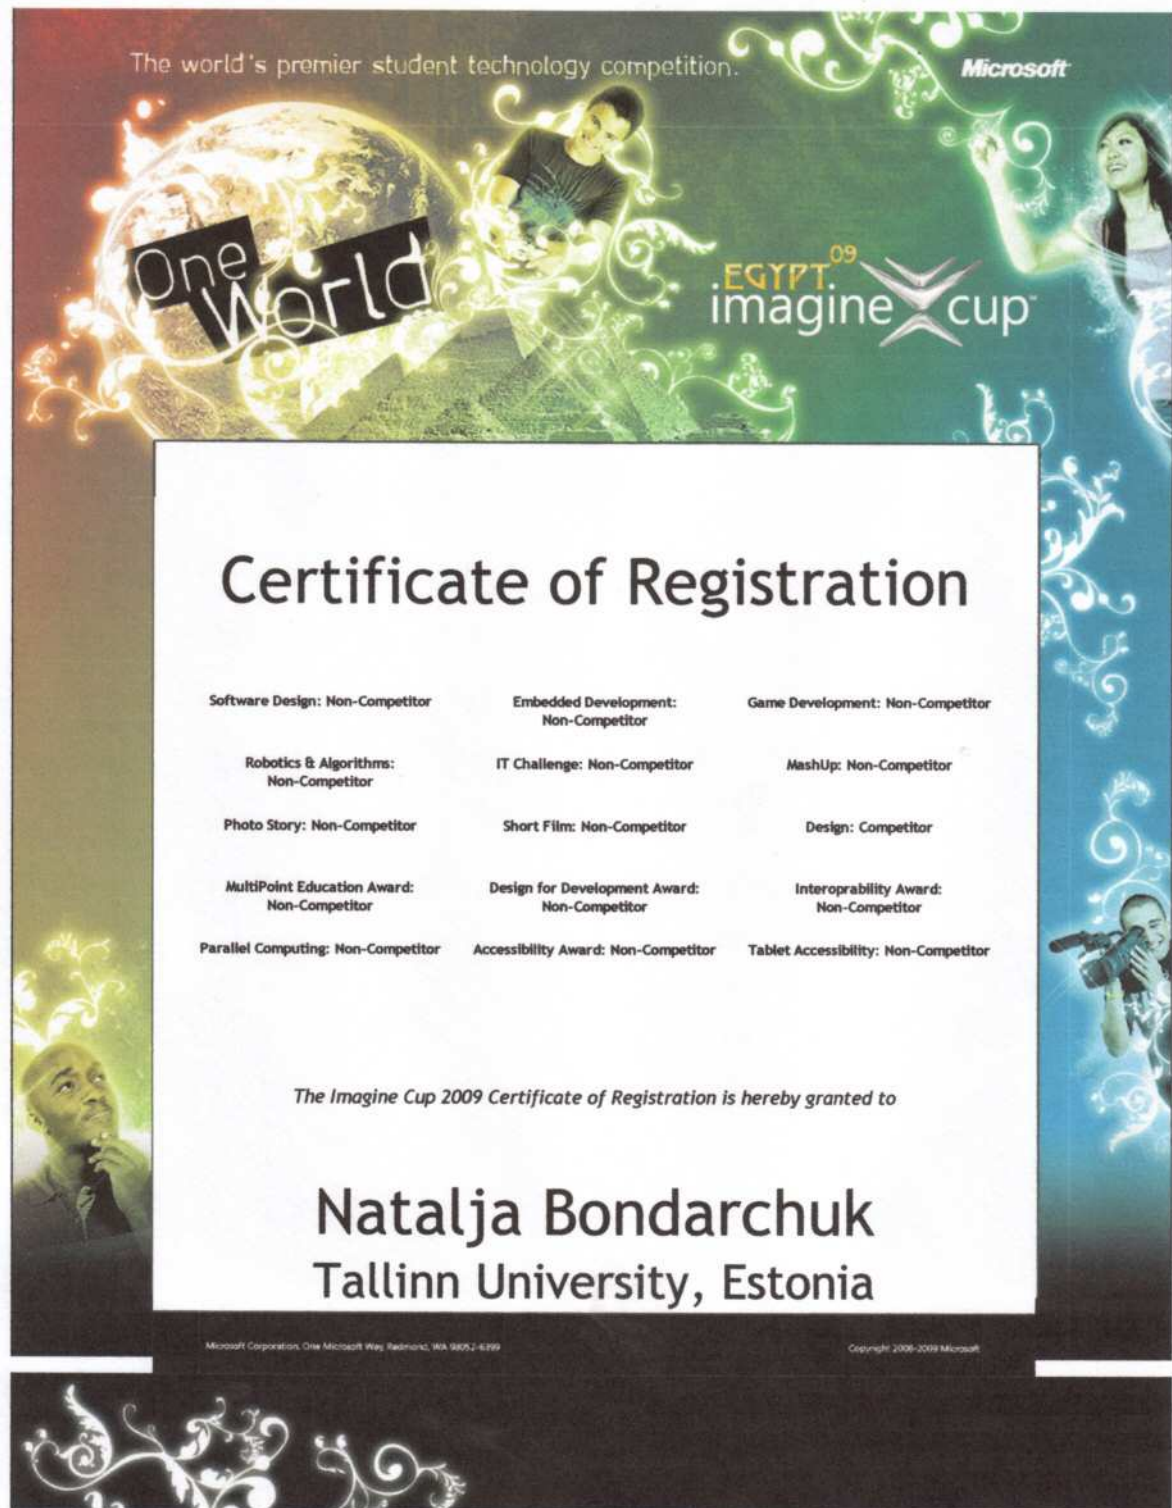 The world's premier student technology competition.
Microsoft
One
World
EGYPT 09
imagine cup
Certificate of Registration
Software Design: Non-Competitor
Embedded Development:
Non-Competitor
Game Development: Non-Competitor
Robotics & Algorithms:
Non-Competitor
IT Challenge: Non-Competitor
MashUp: Non-Competitor
Photo Story: Non-Competitor
Short Film: Non-Competitor
Design: Competitor
MultiPoint Education Award:
Non-Competitor
Design for Development Award:
Non-Competitor
Interoprability Award:
Non-Competitor
Parallel Computing: Non-Competitor
Accessibility Award: Non-Competitor
Tablet Accessibility: Non-Competitor
The Imagine Cup 2009 Certificate of Registration is hereby granted to
Natalja Bondarchuk
Tallinn University, Estonia
Microsoft Corporation, One Microsoft Way, Redmond, WA 98052-6399
Copyright 2008-2009 Microsoft